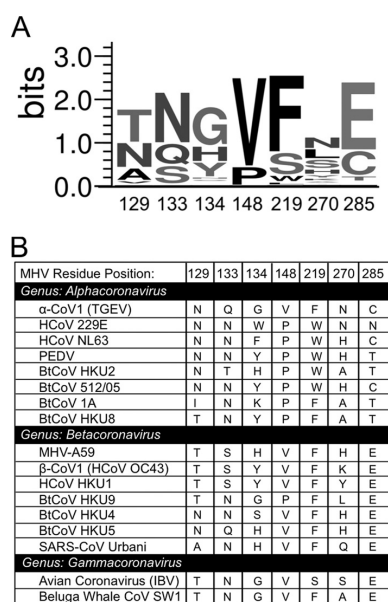 A
bits
3.0
2.0
1.0
0.0
T N A
N Q S
G H Y
V P
F S W
N L S H
E C T
129 133 134 148 219 270 285
B
MHV Residue Position: 129 133 134 148 219 270 285
Genus: Alphacoronavirus
α-CoV1 (TGEV) N Q G V F N C
HCoV 229E N N W P W N N
HCoV NL63 N N F P W H C
PEDV N N Y P W H T
BtCoV HKU2 N T H P W A T
BtCoV 512/05 N N Y P W H C
BtCoV 1A I N K P F A T
BtCoV HKU8 T N Y P F A T
Genus: Betacoronavirus
MHV-A59 T S H V F H E
β-CoV1 (HCoV OC43) T S Y V F K E
HCoV HKU1 T S Y V F Y E
BtCoV HKU9 T N G P F L E
BtCoV HKU4 N N S V F H E
BtCoV HKU5 N Q H V F H E
SARS-CoV Urbani A N H V F Q E
Genus: Gammacoronavirus
Avian Coronavirus (IBV) T N G V S S E
Beluga Whale CoV SW1 T N G V F A E